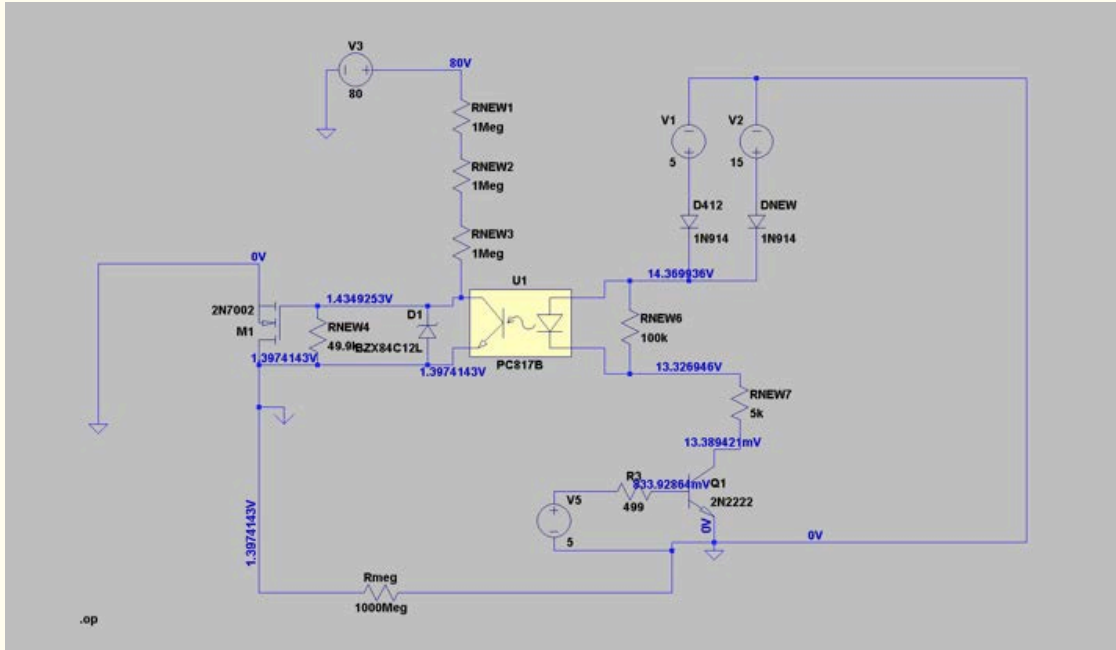 V3
80
80V
RNEW1
1Meg
RNEW2
1Meg
RNEW3
1Meg
V1
5
V2
15
D412
1N914
DNEW
1N914
0V
14.369936V
U1
2N7002
M1
1.4349253V
RNEW4
49.9k
D1
BZX84C12L
PC817B
RNEW6
100k
1.3974143V
1.3974143V
13.326946V
RNEW7
5k
13.389421mV
R3
499
833.92864mV
Q1
2N2222
V5
5
0V
0V
1.3974143V
Rmeg
1000Meg
.op